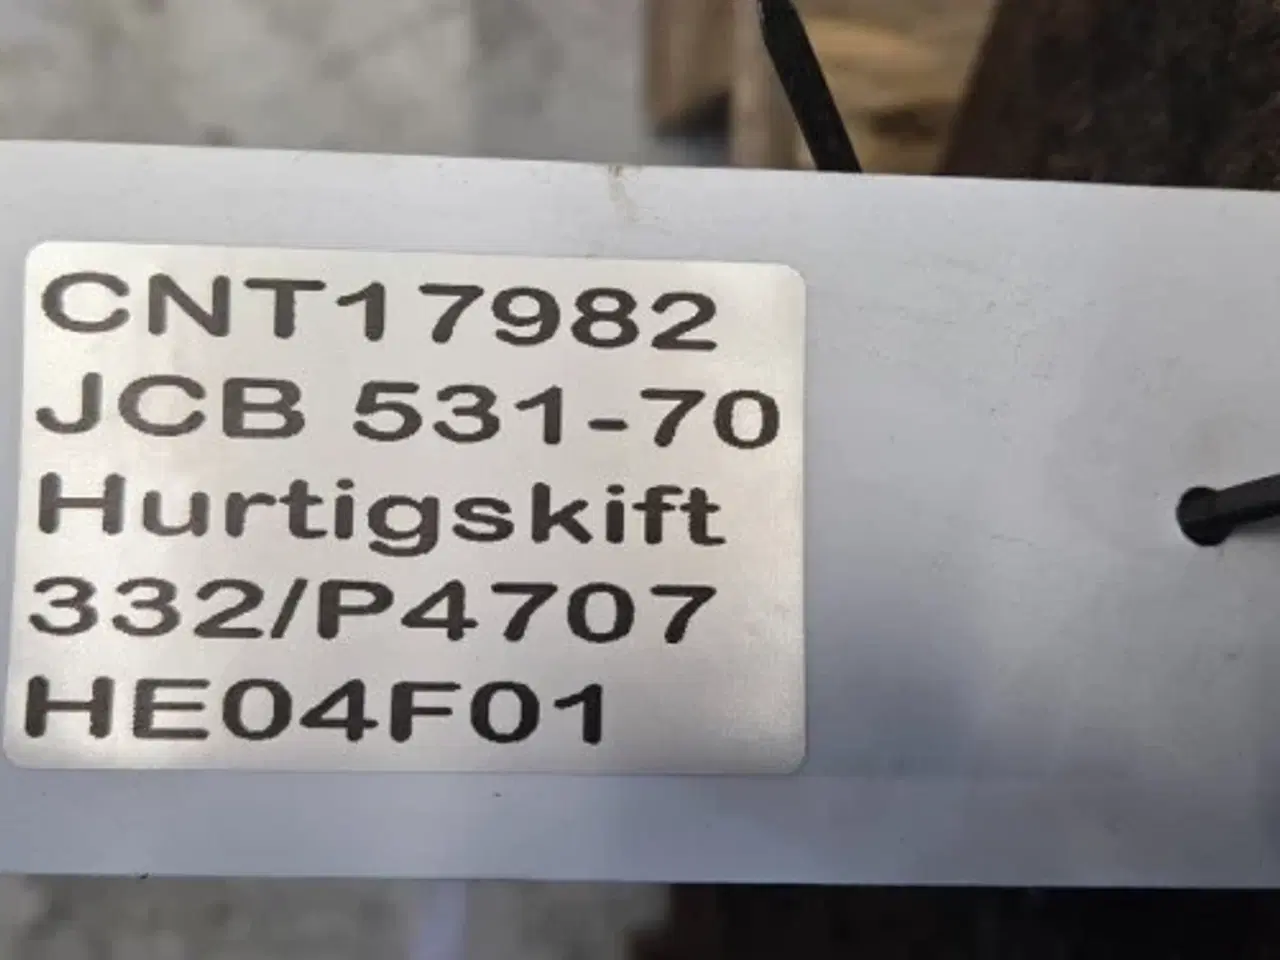 CNT17982
JCB 531-70
Hurtigskift
332/P4707
HE04F01